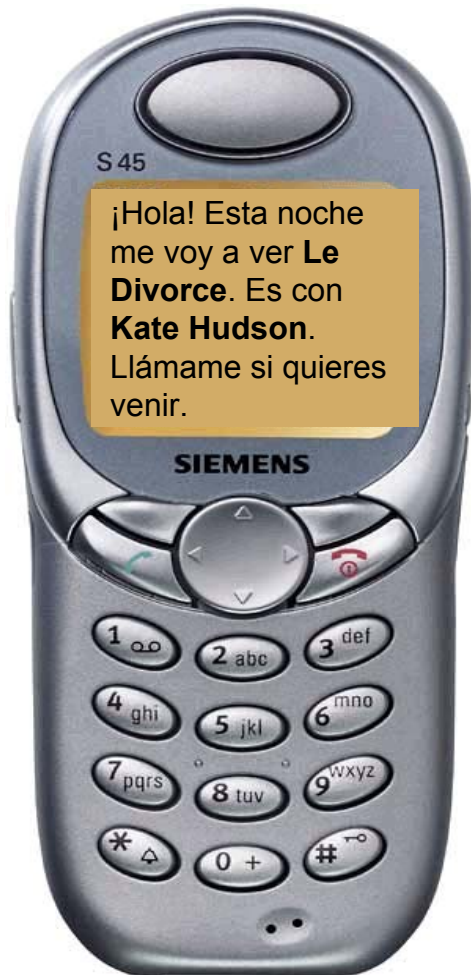 S 45
¡Hola! Esta noche
me voy a ver Le
Divorce. Es con
Kate Hudson.
Llámame si quieres
venir.
SIEMENS
1
2 abc
3 def
4 ghi
5 jkl
6 mno
7 pqrs
8 tuv
9 wxyz
*
0 +
#